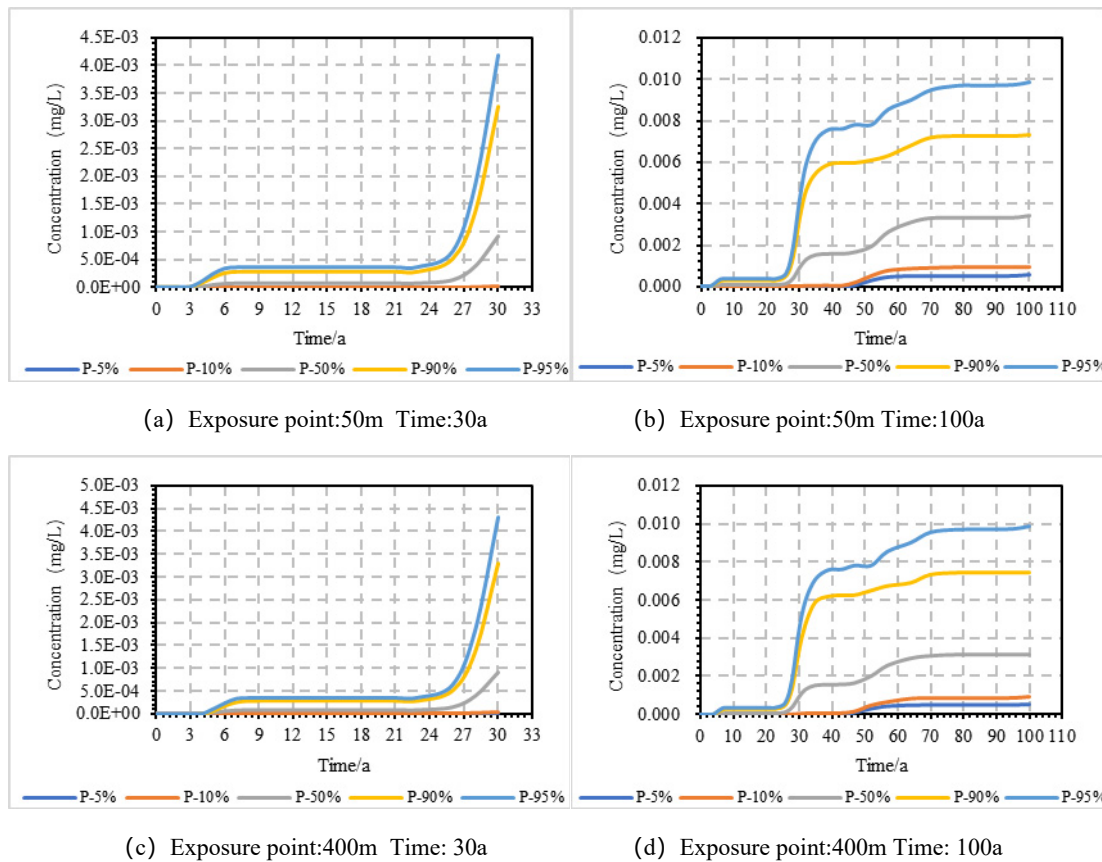 4.5E-03
4.0E-03
3.5E-03
3.0E-03
2.5E-03
2.0E-03
1.5E-03
1.0E-03
5.0E-04
0.0E+00
Concentration (mg/L)
0 3 6 9 12 15 18 21 24 27 30 33
Time/a
P-5% P-10% P-50% P-90% P-95%
0.012
0.010
0.008
0.006
0.004
0.002
0.000
Concentration (mg/L)
0 10 20 30 40 50 60 70 80 90 100 110
Time/a
P-5% P-10% P-50% P-90% P-95%
(a) Exposure point:50m Time:30a
(b) Exposure point:50m Time:100a
5.0E-03
4.5E-03
4.0E-03
3.5E-03
3.0E-03
2.5E-03
2.0E-03
1.5E-03
1.0E-03
5.0E-04
0.0E+00
Concentration (mg/L)
0 3 6 9 12 15 18 21 24 27 30 33
Time/a
P-5% P-10% P-50% P-90% P-95%
0.012
0.010
0.008
0.006
0.004
0.002
0.000
Concentration (mg/L)
0 10 20 30 40 50 60 70 80 90 100 110
Time/a
P-5% P-10% P-50% P-90% P-95%
(c) Exposure point:400m Time: 30a
(d) Exposure point:400m Time: 100a